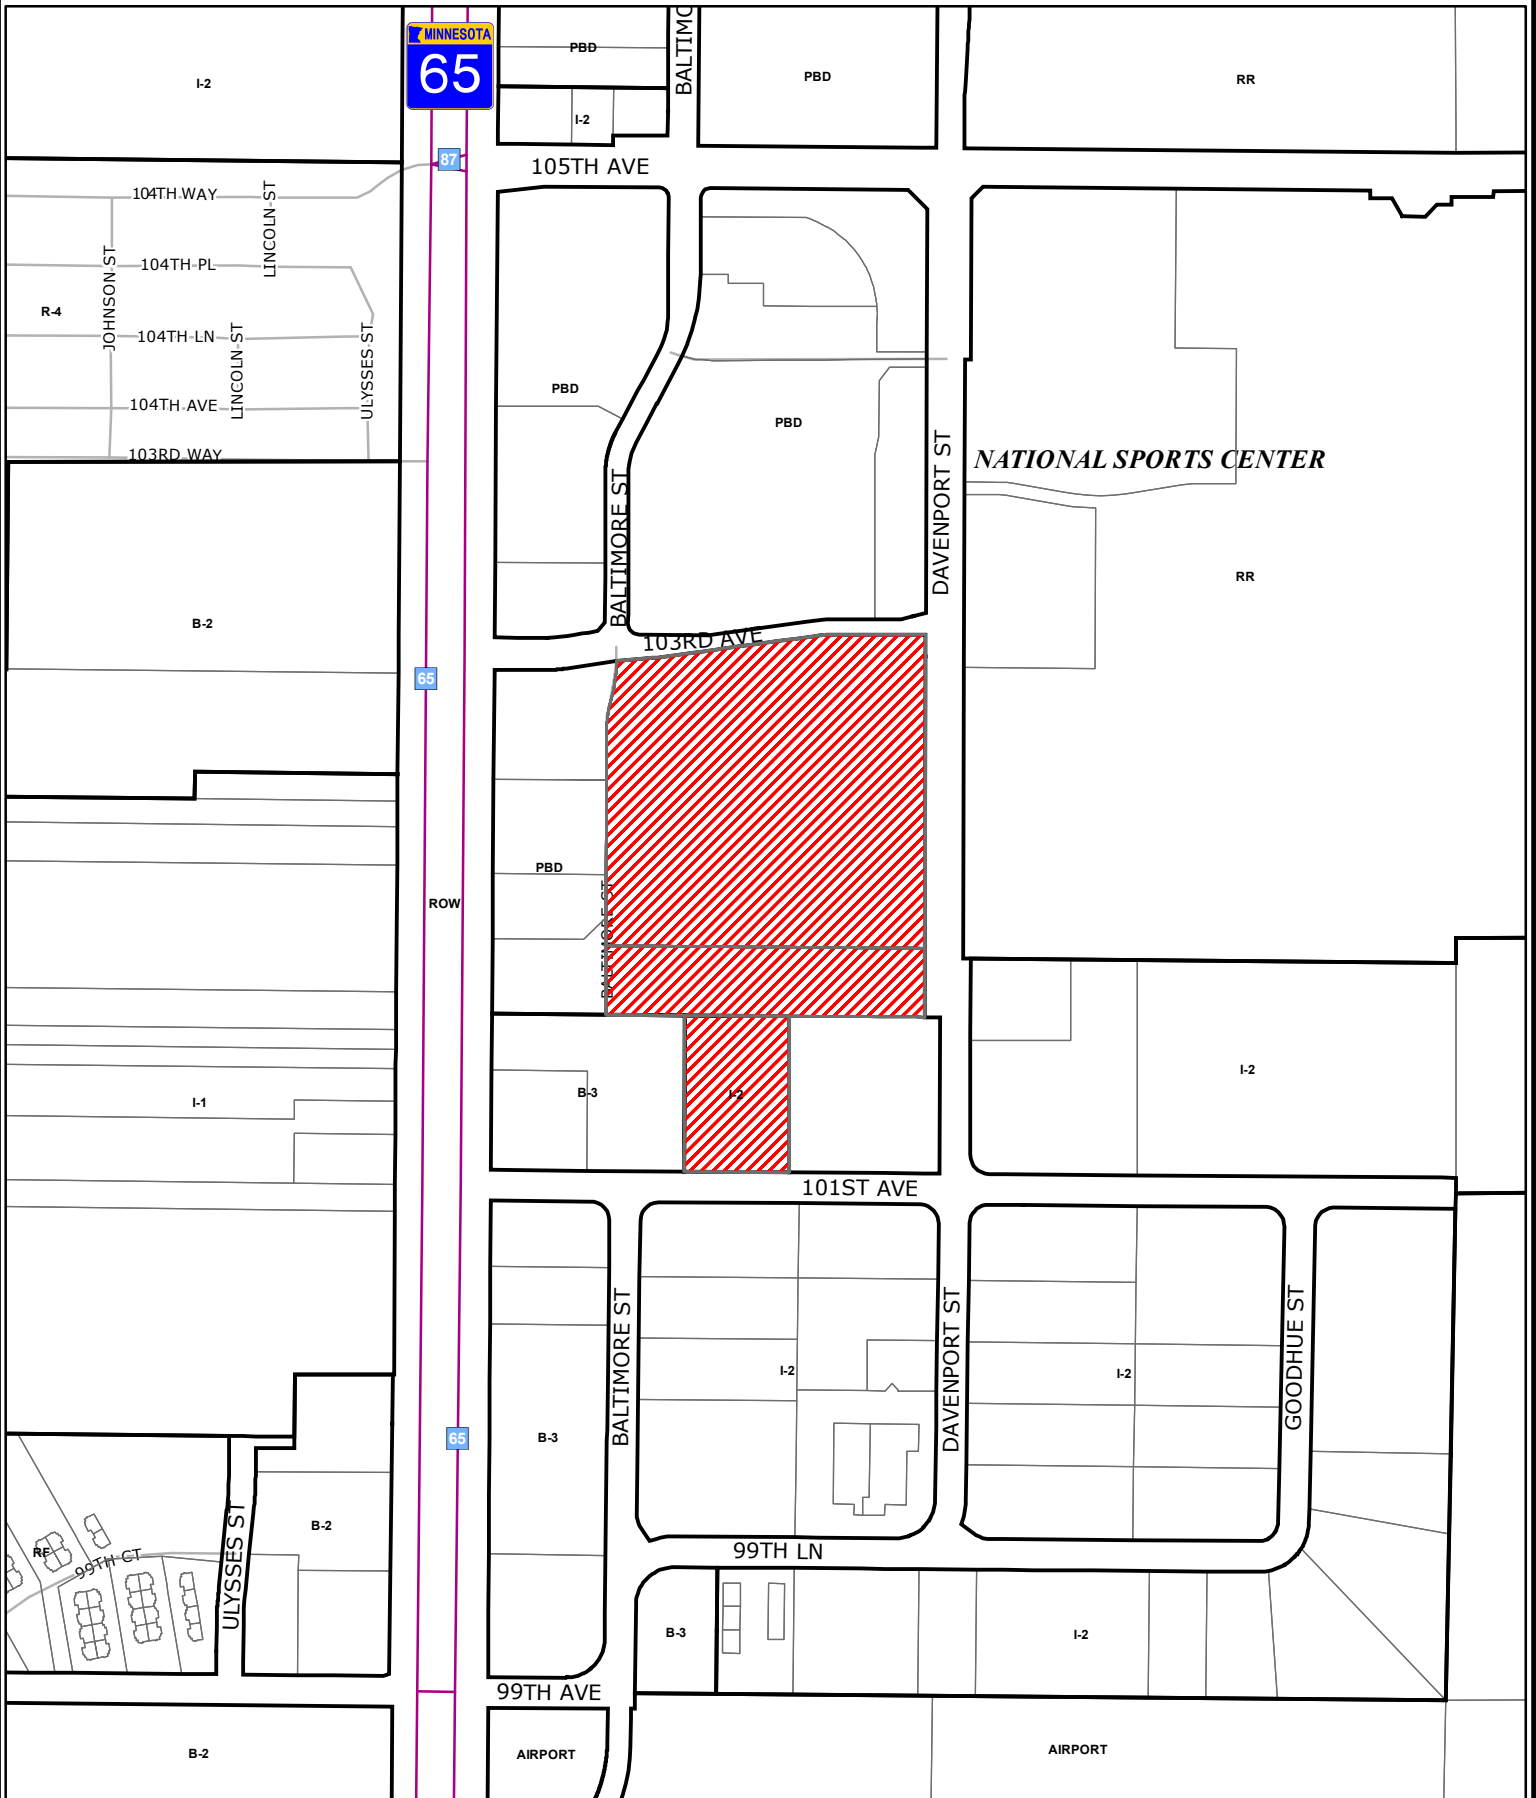 MINNESOTA
65
I-2
PBD
BALTIMO
PBD
RR
I-2
87
105TH AVE
104TH WAY
LINCOLN ST
JOHNSON ST
104TH PL
R-4
104TH LN
LINCOLN ST
ULYSSES ST
104TH AVE
103RD WAY
PBD
PBD
BALTIMORE ST
DAVENPORT ST
NATIONAL SPORTS CENTER
RR
B-2
103RD AVE
65
PBD
ROW
BALTIMORE ST
I-1
B-3
I-2
I-2
101ST AVE
BALTIMORE ST
I-2
DAVENPORT ST
I-2
GOODHUE ST
65
B-3
B-2
RF
99TH CT
ULYSSES ST
99TH LN
B-3
I-2
99TH AVE
B-2
AIRPORT
AIRPORT